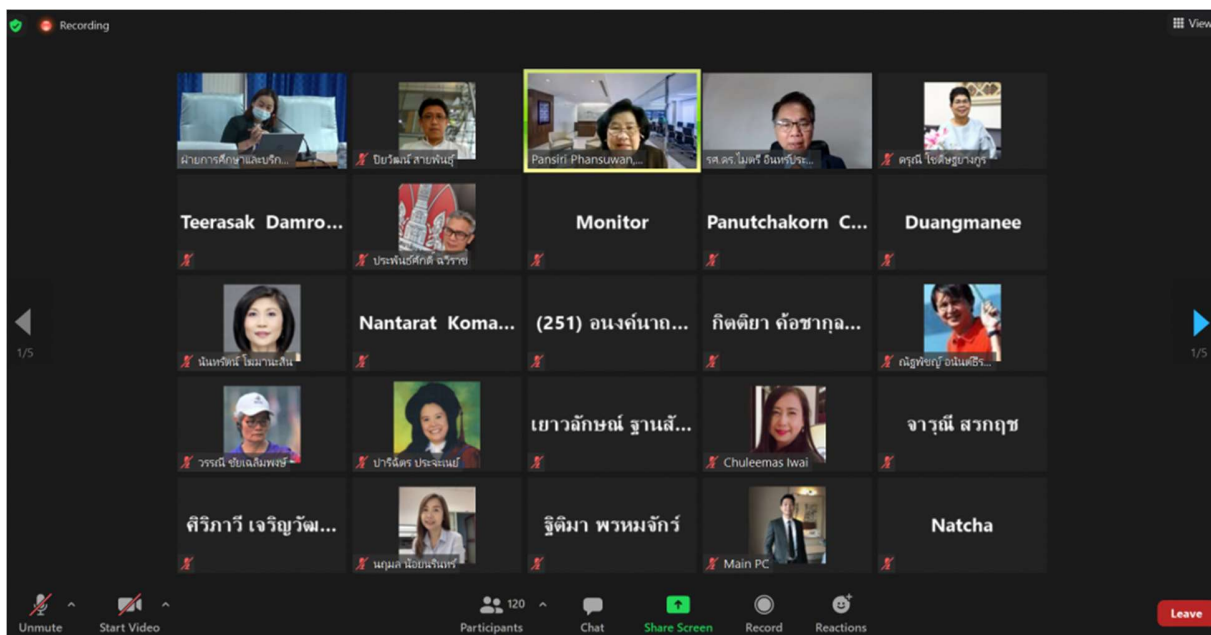 Recording
View
ฝ่ายการศึกษาและบริก...
ปิยวัฒน์ สายพันธุ์
Pansiri Phansuwan,...
รศ.ดร.ไมตรี อินทร์ประ...
ดรุณี โชติษฐยางกูร
Teerasak Damro...
ประพันธ์ศักดิ์ ฉวีราช
Monitor
Panutchakorn C...
Duangmanee
1/5
นันทรัตน์ โฆมานะสิน
Nantarat Koma...
(251) อนงค์นาถ...
กิตติยา ค้อชากุล...
ณัฐพัชญ์ อนันต์ธีร...
1/5
วรรณี ชัยเฉลิมพงษ์
ปาริฉัตร ประจะเนย์
เยาวลักษณ์ ฐานสั...
Chuleemas Iwai
จารุณี สรกฤช
ศิริภาวี เจริญวัฒ...
นฤมล น้อยนรินทร์
ฐิติมา พรหมจักร์
Main PC
Natcha
Unmute
Start Video
120
Participants
Chat
Share Screen
Record
Reactions
Leave